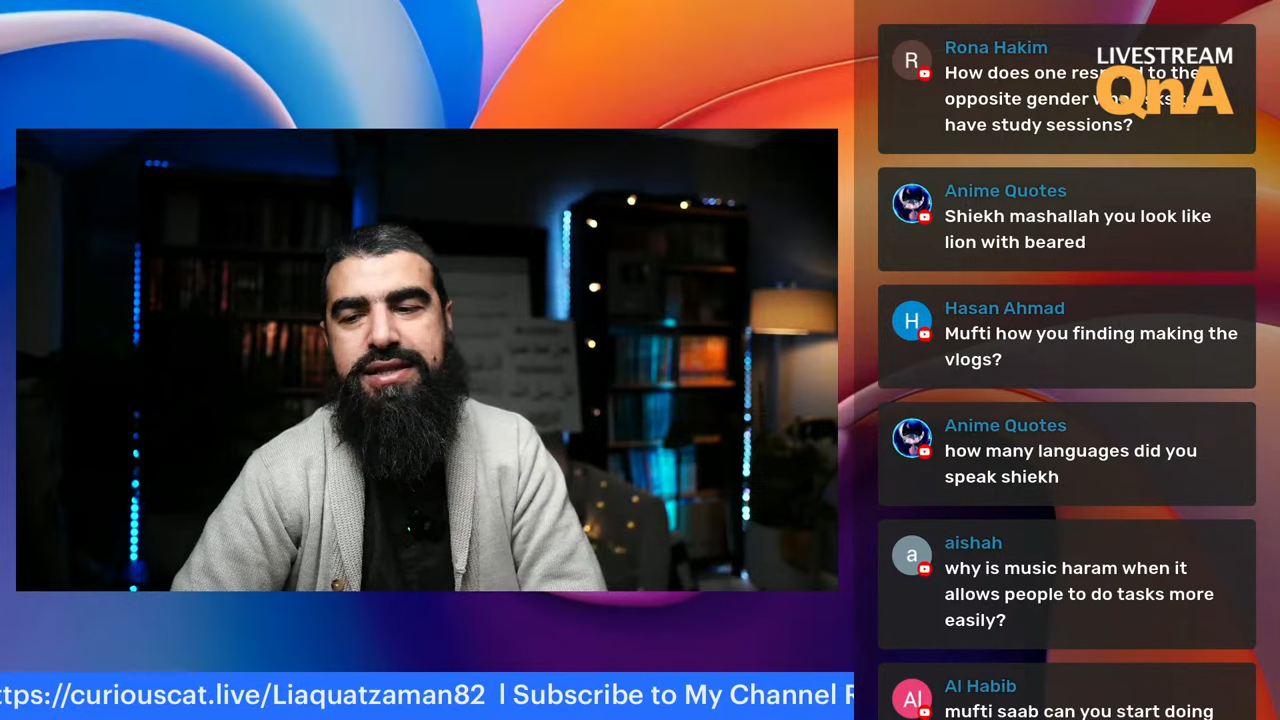 R
Rona Hakim
How does one to the
opposite gender
have study sessions?
LIVESTREAM
QnA
Anime Quotes
Shiekh mashallah you look like
lion with beared
H
Hasan Ahmad
Mufti how you finding making the
vlogs?
Anime Quotes
how many languages did you
speak shiekh
a
aishah
why is music haram when it
allows people to do tasks more
easily?
Al
Al Habib
mufti saab can you start doing
ttps://curiouscat.live/Liaquatzaman82 | Subscribe to My Channel